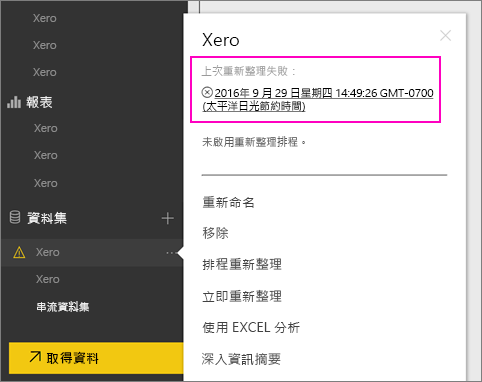 Xero
Xero
Xero
報表
Xero
Xero
Xero
資料集
Xero
Xero
串流資料集
取得資料
Xero
上次重新整理失敗：
2016年 9 月 29 日星期四 14:49:26 GMT-0700
(太平洋日光節約時間)
未啟用重新整理排程。
重新命名
移除
排程重新整理
立即重新整理
使用 EXCEL 分析
深入資訊摘要